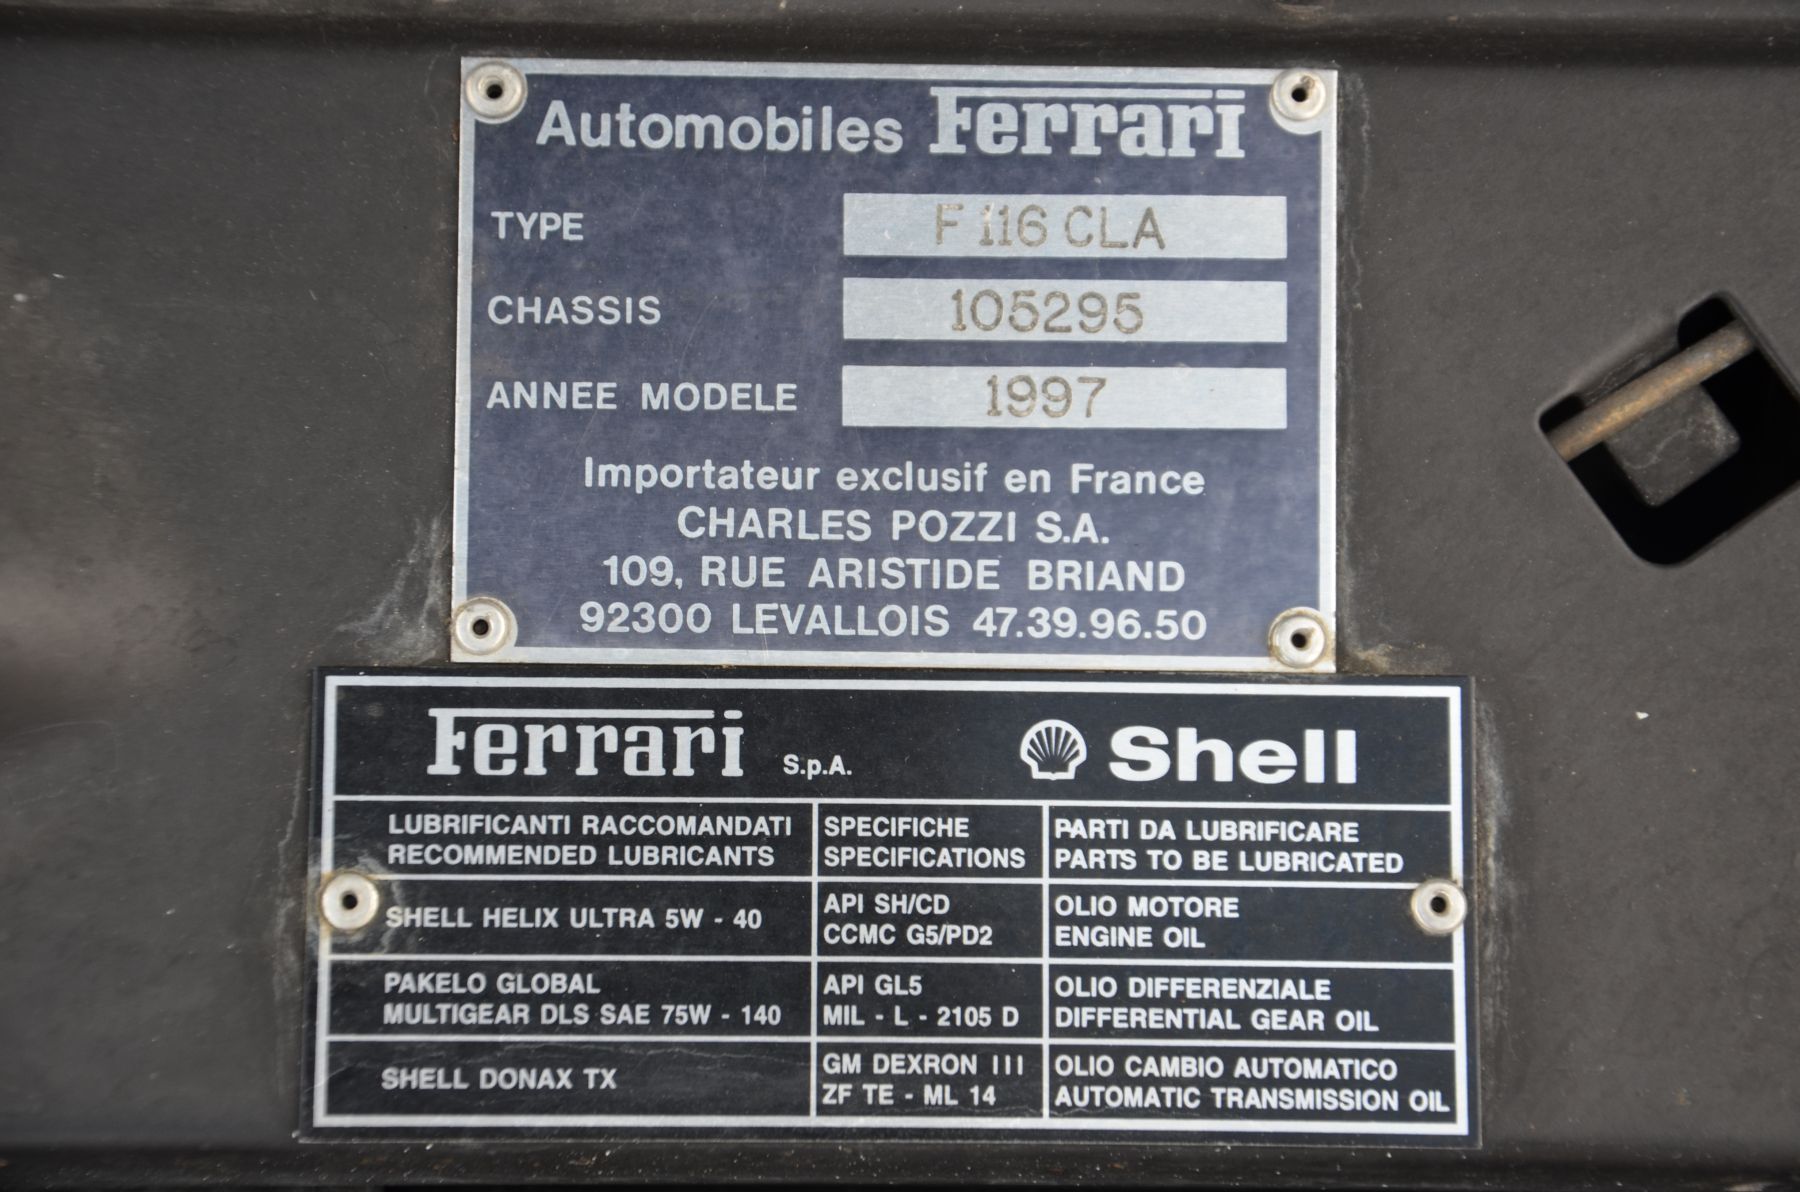 Automobiles Ferrari
TYPE F 116 CLA
CHASSIS 105295
ANNEE MODELE 1997
Importateur exclusif en France
CHARLES POZZI S.A.
109, RUE ARISTIDE BRIAND
92300 LEVALLOIS 47.39.96.50
Ferrari S.p.A. Shell
LUBRIFICANTI RACCOMANDATI
RECOMMENDED LUBRICANTS
SPECIFICHE
SPECIFICATIONS
PARTI DA LUBRIFICARE
PARTS TO BE LUBRICATED
SHELL HELIX ULTRA 5W - 40
API SH/CD
CCMC G5/PD2
OLIO MOTORE
ENGINE OIL
PAKELO GLOBAL
MULTIGEAR DLS SAE 75W - 140
API GL5
MIL - L - 2105 D
OLIO DIFFERENZIALE
DIFFERENTIAL GEAR OIL
SHELL DONAX TX
GM DEXRON III
ZF TE - ML 14
OLIO CAMBIO AUTOMATICO
AUTOMATIC TRANSMISSION OIL